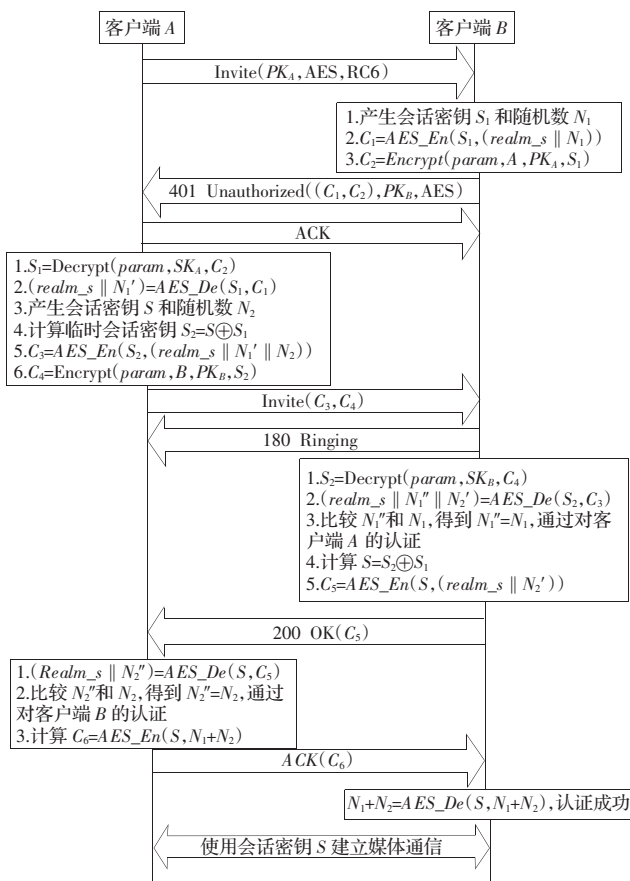 客户端A
客户端B
Invite(PK_A,AES,RC6)
1.产生会话密钥S₁和随机数N₁
2.C₁=AES_En(S₁,(realm_s∥N₁))
3.C₂=Encrypt(param,A,PK_A,S₁)
401 Unauthorized((C₁,C₂),PK_B,AES)
ACK
1.S₁=Decrypt(param,SK_A,C₂)
2.(realm_s∥N₁′)=AES_De(S₁,C₁)
3.产生会话密钥S和随机数N₂
4.计算临时会话密钥S₂=S⊕S₁
5.C₃=AES_En(S₂,(realm_s∥N₁′∥N₂))
6.C₄=Encrypt(param,B,PK_B,S₂)
Invite(C₃,C₄)
180 Ringing
1.S₂=Decrypt(param,SK_B,C₄)
2.(realm_s∥N₁″∥N₂′)=AES_De(S₂,C₃)
3.比较N₁″和N₁,得到N₁″=N₁,通过对客
户端A的认证
4.计算S=S₂⊕S₁
5.C₅=AES_En(S,(realm_s∥N₂′))
200 OK(C₅)
1.(Realm_s∥N₂″)=AES_De(S,C₅)
2.比较N₂″和N₂,得到N₂″=N₂,通过
对客户端B的认证
3.计算C₆=AES_En(S,N₁+N₂)
ACK(C₆)
N₁+N₂=AES_De(S,N₁+N₂),认证成功
使用会话密钥S建立媒体通信